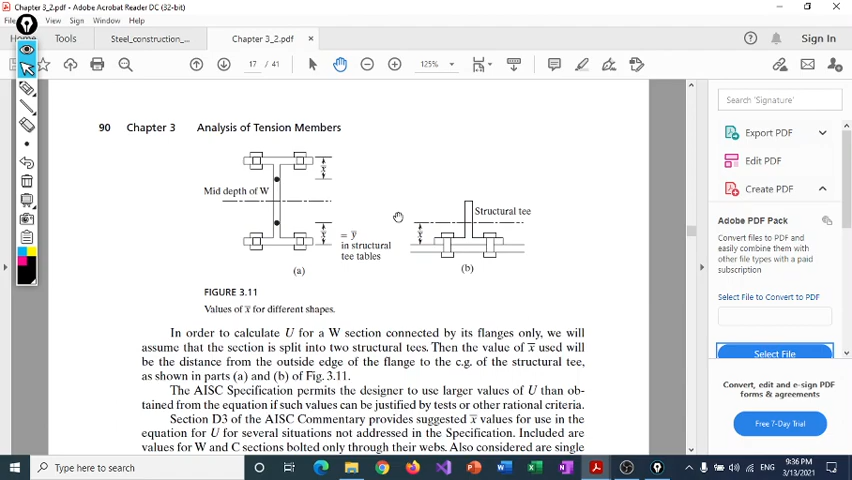 Chapter 3_2.pdf - Adobe Acrobat Reader DC (32-bit)
View Sign Window Help
Tools Steel_construction_... Chapter 3_2.pdf × Sign In
17 / 41 125%
90 Chapter 3 Analysis of Tension Members
x̄
Mid depth of W
Structural tee
x̄ = y̅
in structural
tee tables
x̄
(a)
(b)
FIGURE 3.11
Values of x̄ for different shapes.
In order to calculate U for a W section connected by its flanges only, we will
assume that the section is split into two structural tees. Then the value of x̄ used will
be the distance from the outside edge of the flange to the c.g. of the structural tee,
as shown in parts (a) and (b) of Fig. 3.11.
The AISC Specification permits the designer to use larger values of U than ob-
tained from the equation if such values can be justified by tests or other rational criteria.
Section D3 of the AISC Commentary provides suggested x̄ values for use in the
equation for U for several situations not addressed in the Specification. Included are
values for W and C sections bolted only through their webs. Also considered are single
Search 'Signature'
Export PDF
Edit PDF
Create PDF
Adobe PDF Pack
Convert files to PDF and
easily combine them with
other file types with a paid
subscription
Select File to Convert to PDF
Select File
Convert, edit and e-sign PDF
forms & agreements
Free 7-Day Trial
Type here to search
ENG
9:36 PM
3/13/2021